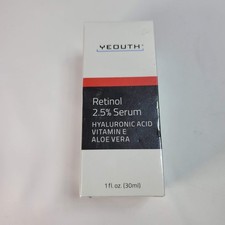 YEOUTH
Retinol
2.5% Serum
HYALURONIC ACID
VITAMIN E
ALOE VERA
1 fl. oz. (30ml)